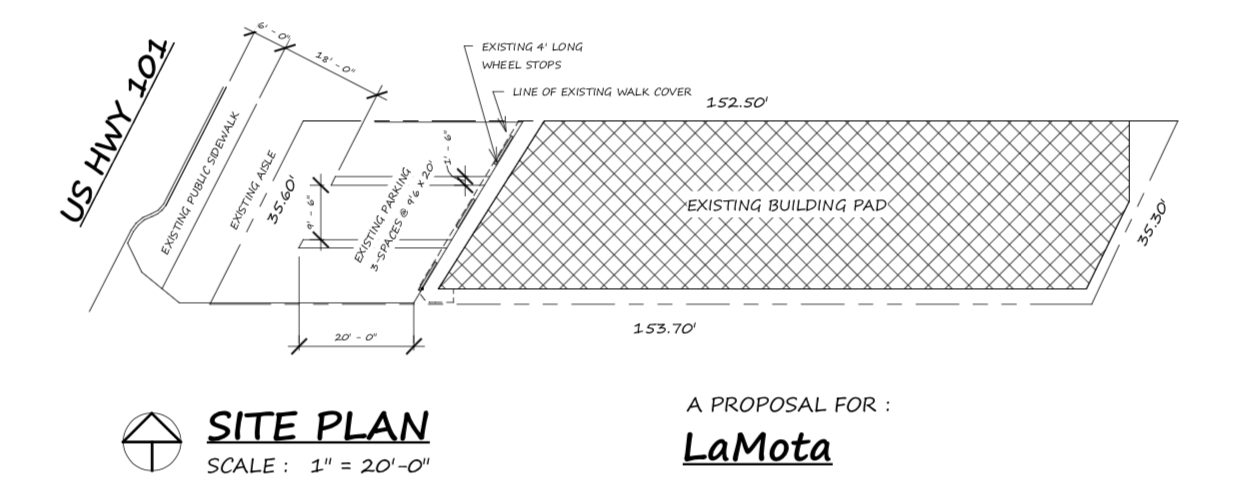 US HWY 101
6' - 0"
18' - 0"
EXISTING 4' LONG
WHEEL STOPS
LINE OF EXISTING WALK COVER
152.50'
EXISTING PUBLIC SIDEWALK
EXISTING AISLE
35.60'
9' - 6"
1' - 6"
EXISTING PARKING
3-SPACES @ 9'6 X 20'
EXISTING BUILDING PAD
35.30'
20' - 0"
153.70'
SITE PLAN
SCALE : 1" = 20'-0"
A PROPOSAL FOR :
LaMota